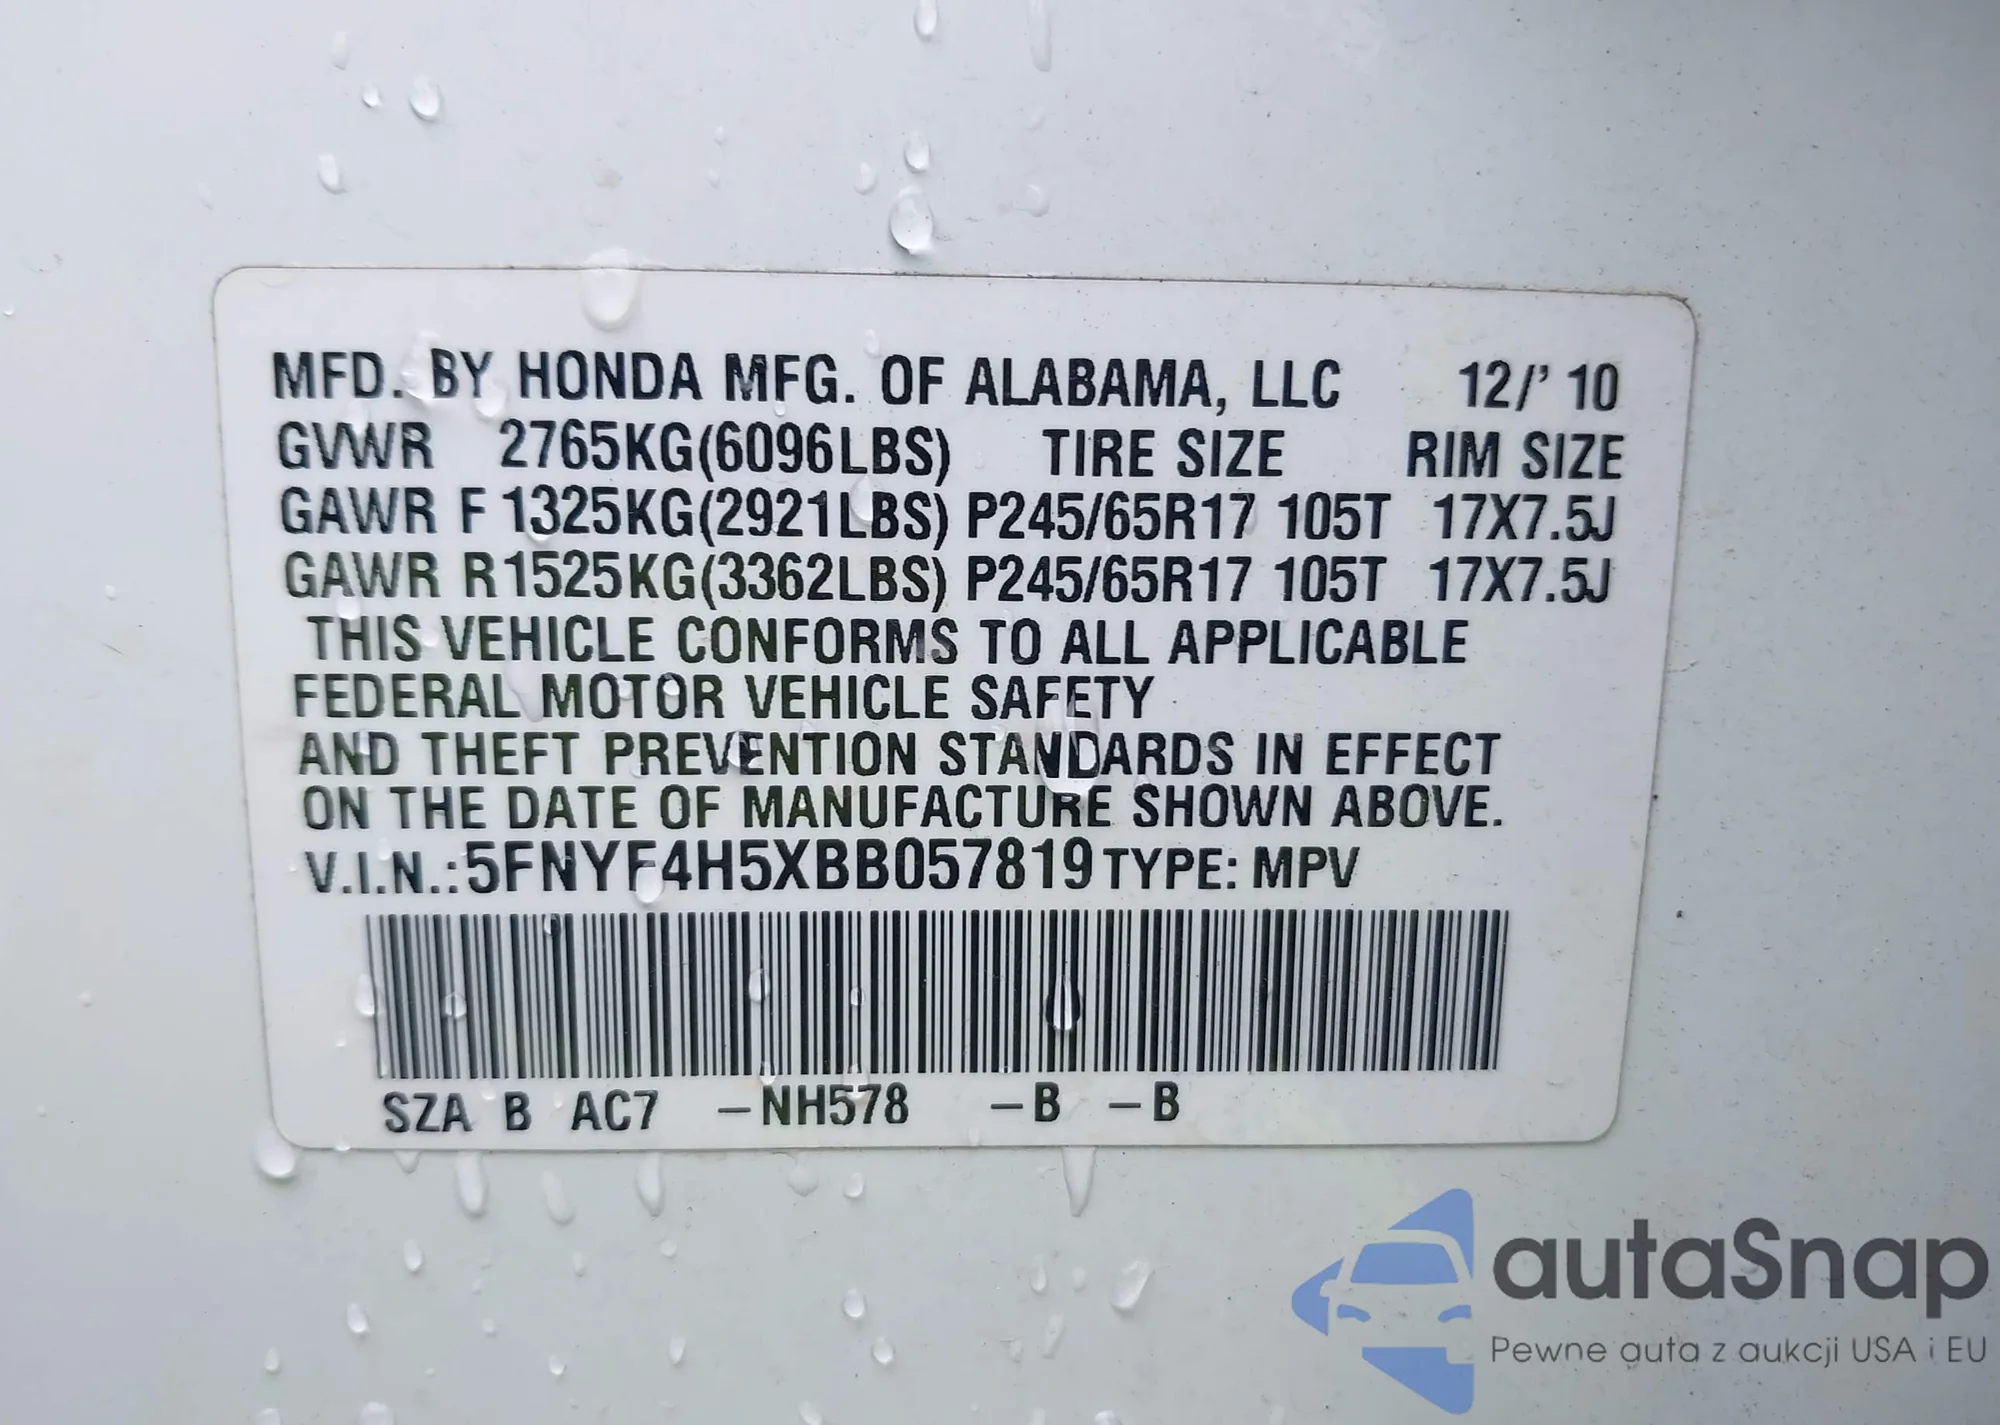 MFD. BY HONDA MFG. OF ALABAMA, LLC 12/'10
GVWR 2765KG(6096LBS) TIRE SIZE RIM SIZE
GAWR F 1325KG(2921LBS) P245/65R17 105T 17X7.5J
GAWR R 1525KG(3362LBS) P245/65R17 105T 17X7.5J
THIS VEHICLE CONFORMS TO ALL APPLICABLE
FEDERAL MOTOR VEHICLE SAFETY
AND THEFT PREVENTION STANDARDS IN EFFECT
ON THE DATE OF MANUFACTURE SHOWN ABOVE.
V.I.N.:5FNYF4H5XBB057819 TYPE: MPV
SZA B AC7 –NH578 –B –B
autaSnap
Pewne auta z aukcji USA i EU